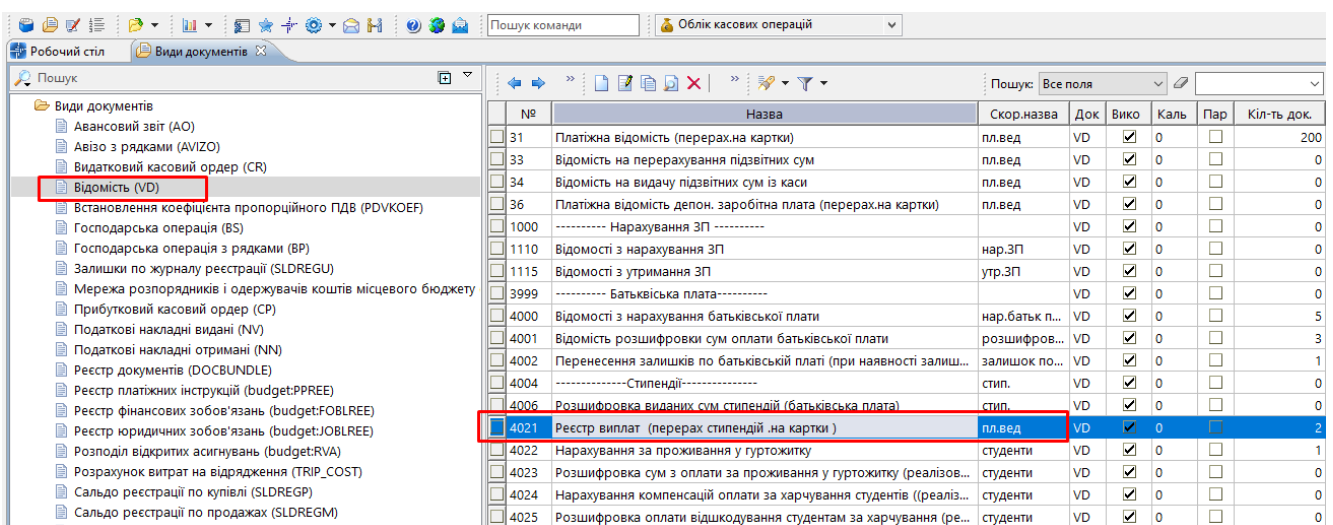 Пошук команди
Облік касових операцій
Робочий стіл
Види документів
Пошук
Пошук: Все поля
Види документів
Авансовий звіт (AO)
Авізо з рядками (AVIZO)
Видатковий касовий ордер (CR)
Відомість (VD)
Встановлення коефіцієнта пропорційного ПДВ (PDVKOEF)
Господарська операція (BS)
Господарська операція з рядками (BP)
Залишки по журналу реєстрації (SLDREGU)
Мережа розпорядників і одержувачів коштів місцевого бюджету
Прибутковий касовий ордер (CP)
Податкові накладні видані (NV)
Податкові накладні отримані (NN)
Реєстр документів (DOCBUNDLE)
Реєстр платіжних інструкцій (budget:PPREE)
Реєстр фінансових зобов'язань (budget:FOBLREE)
Реєстр юридичних зобов'язань (budget:JOBLREE)
Розподіл відкритих асигнувань (budget:RVA)
Розрахунок витрат на відрядження (TRIP_COST)
Сальдо реєстрації по купівлі (SLDREGP)
Сальдо реєстрації по продажах (SLDREGM)
№ Назва Скор.назва Док Вико Каль Пар Кіл-ть док.
31 Платіжна відомість (перерах.на картки) пл.вед VD 0 200
33 Відомість на перерахування підзвітних сум пл.вед VD 0 0
34 Відомість на видачу підзвітних сум із каси пл.вед VD 0 0
36 Платіжна відомість депон. заробітна плата (перерах.на картки) пл.вед VD 0 0
1000 ---------- Нарахування ЗП ---------- VD 0 0
1110 Відомості з нарахування ЗП нар.ЗП VD 0 0
1115 Відомості з утримання ЗП утр.ЗП VD 0 0
3999 ---------- Батьквіська плата---------- VD 0 0
4000 Відомості з нарахування батьківської плати нар.батьк п... VD 0 5
4001 Відомість розшифровки сум оплати батьківської плати розшифров... VD 0 3
4002 Перенесення залишків по батьківській платі (при наявності залиш... залишок по... VD 0 1
4004 --------------Стипендії--------------- стип. VD 0 0
4006 Розшифровка виданих сум стипендій (батьківська плата) стип. VD 0 0
4021 Реєстр виплат (перерах стипендій .на картки ) пл.вед VD 0 2
4022 Нарахування за проживання у гуртожитку студенти VD 0 1
4023 Розшифровка сум з оплати за проживання у гуртожитку (реалізов... студенти VD 0 0
4024 Нарахування компенсацій оплати за харчування студентів ((реаліз... студенти VD 0 0
4025 Розшифровка оплати відшкодування студентам за харчування (ре... студенти VD 0 0